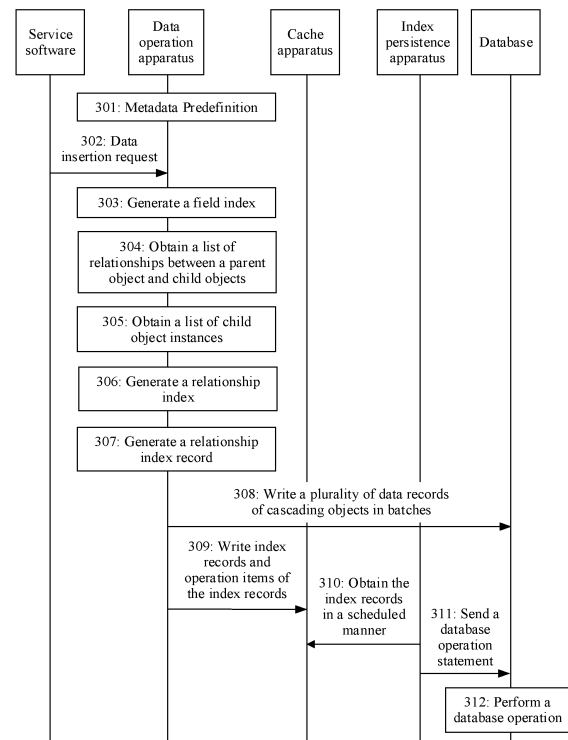 Service
software
Data
operation
apparatus
Cache
apparatus
Index
persistence
apparatus
Database
301: Metadata Predefinition
302: Data
insertion request
303: Generate a field index
304: Obtain a list of
relationships between a parent
object and child objects
305: Obtain a list of child
object instances
306: Generate a relationship
index
307: Generate a relationship
index record
308: Write a plurality of data records
of cascading objects in batches
309: Write index
records and
operation items of
the index records
310: Obtain the
index records
in a scheduled
manner
311: Send a
database
operation
statement
312: Perform a
database operation